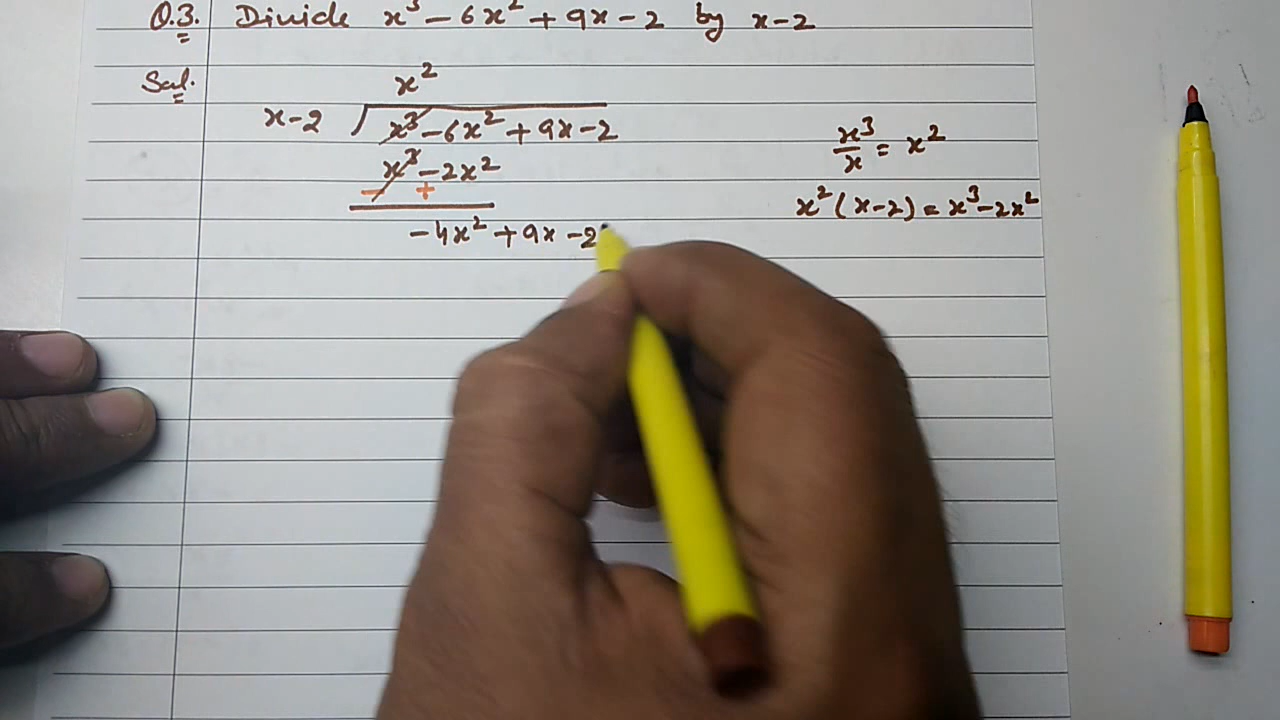 Q.3. Divide x³ - 6x² + 9x - 2 by x-2
Sol.
x²
x-2 x³ - 6x² + 9x - 2
x³ - 2x²
- +
-4x² + 9x - 2
x³/x = x²
x² (x-2) = x³-2x²